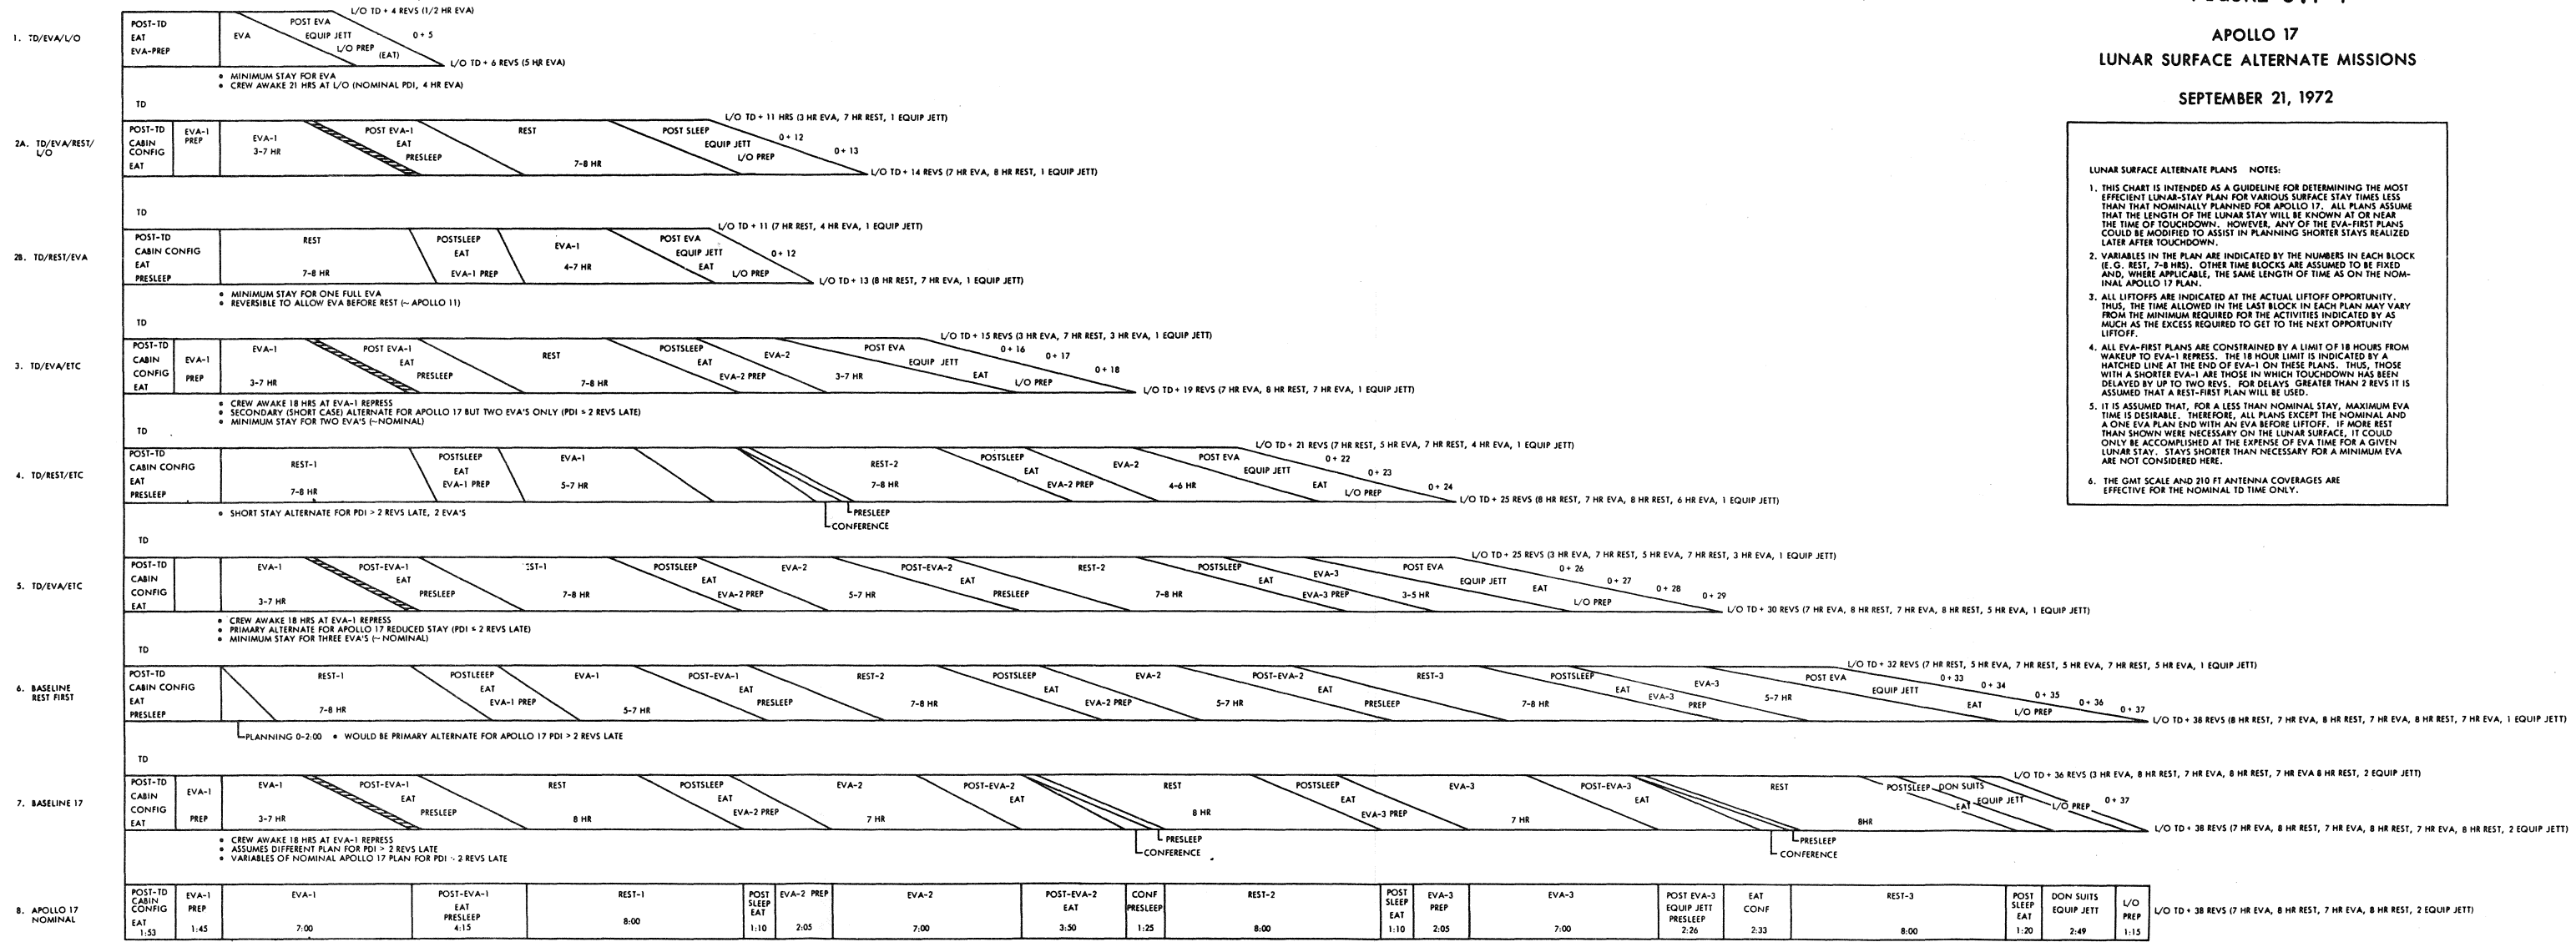 APOLLO 17
LUNAR SURFACE ALTERNATE MISSIONS
SEPTEMBER 21, 1972
LUNAR SURFACE ALTERNATE PLANS NOTES:
1. THIS CHART IS INTENDED AS A GUIDELINE FOR DETERMINING THE MOST
EFFECIENT LUNAR-STAY PLAN FOR VARIOUS SURFACE STAY TIMES LESS
THAN THAT NOMINALLY PLANNED FOR APOLLO 17. ALL PLANS ASSUME
THAT THE LENGTH OF THE LUNAR STAY WILL BE KNOWN AT OR NEAR
THE TIME OF TOUCHDOWN. HOWEVER, ANY OF THE EVA-FIRST PLANS
COULD BE MODIFIED TO ASSIST IN PLANNING SHORTER STAYS REALIZED
LATER AFTER TOUCHDOWN.
2. VARIABLES IN THE PLAN ARE INDICATED BY THE NUMBERS IN EACH BLOCK
(E.G. REST, 7-8 HRS). OTHER TIME BLOCKS ARE ASSUMED TO BE FIXED
AND, WHERE APPLICABLE, THE SAME LENGTH OF TIME AS ON THE NOM-
INAL APOLLO 17 PLAN.
3. ALL LIFTOFFS ARE INDICATED AT THE ACTUAL LIFTOFF OPPORTUNITY.
THUS, THE TIME ALLOWED IN THE LAST BLOCK IN EACH PLAN MAY VARY
FROM THE MINIMUM REQUIRED FOR THE ACTIVITIES INDICATED BY AS
MUCH AS THE EXCESS REQUIRED TO GET TO THE NEXT OPPORTUNITY
LIFTOFF.
4. ALL EVA-FIRST PLANS ARE CONSTRAINED BY A LIMIT OF 18 HOURS FROM
WAKEUP TO EVA-1 REPRESS. THE 18 HOUR LIMIT IS INDICATED BY A
HATCHED LINE AT THE END OF EVA-1 ON THESE PLANS. THUS, THOSE
WITH A SHORTER EVA-1 ARE THOSE IN WHICH TOUCHDOWN HAS BEEN
DELAYED BY UP TO TWO REVS. FOR DELAYS GREATER THAN 2 REVS IT IS
ASSUMED THAT A REST-FIRST PLAN WILL BE USED.
5. IT IS ASSUMED THAT, FOR A LESS THAN NOMINAL STAY, MAXIMUM EVA
TIME IS DESIRABLE. THEREFORE, ALL PLANS EXCEPT THE NOMINAL AND
A ONE EVA PLAN END WITH AN EVA BEFORE LIFTOFF. IF MORE REST
THAN SHOWN WERE NECESSARY ON THE LUNAR SURFACE, IT COULD
ONLY BE ACCOMPLISHED AT THE EXPENSE OF EVA TIME FOR A GIVEN
LUNAR STAY. STAYS SHORTER THAN NECESSARY FOR A MINIMUM EVA
ARE NOT CONSIDERED HERE.
6. THE GMT SCALE AND 210 FT ANTENNA COVERAGES ARE
EFFECTIVE FOR THE NOMINAL TD TIME ONLY.
L/O TD + 4 REVS (1/2 HR EVA)
POST-TD POST EVA
1. TD/EVA/L/O EAT EVA EQUIP JETT 0 + 5
EVA-PREP L/O PREP
(EAT)
L/O TD + 6 REVS (5 HR EVA)
• MINIMUM STAY FOR EVA
• CREW AWAKE 21 HRS AT L/O (NOMINAL PDI, 4 HR EVA)
TD
L/O TD + 11 HRS (3 HR EVA, 7 HR REST, 1 EQUIP JETT)
POST-TD EVA-1 POST EVA-1 REST POST SLEEP
2A. TD/EVA/REST/ CABIN PREP EVA-1 EAT EQUIP JETT 0 + 12
L/O CONFIG 3-7 HR PRESLEEP L/O PREP 0 + 13
EAT 7-8 HR
L/O TD + 14 REVS (7 HR EVA, 8 HR REST, 1 EQUIP JETT)
TD
L/O TD + 11 (7 HR REST, 4 HR EVA, 1 EQUIP JETT)
POST-TD REST POSTSLEEP POST EVA
2B. TD/REST/EVA CABIN CONFIG EAT EVA-1 EQUIP JETT 0 + 12
EAT 4-7 HR EAT
PRESLEEP 7-8 HR EVA-1 PREP L/O PREP
L/O TD + 13 (8 HR REST, 7 HR EVA, 1 EQUIP JETT)
• MINIMUM STAY FOR ONE FULL EVA
• REVERSIBLE TO ALLOW EVA BEFORE REST (~ APOLLO 11)
TD
L/O TD + 15 REVS (3 HR EVA, 7 HR REST, 3 HR EVA, 1 EQUIP JETT)
POST-TD EVA-1 POST EVA-1 POSTSLEEP POST EVA 0 + 16
CABIN EVA-1 EAT REST EAT EVA-2 EQUIP JETT 0 + 17
3. TD/EVA/ETC CONFIG PREP PRESLEEP EVA-2 PREP EAT 0 + 18
EAT 3-7 HR 7-8 HR 3-7 HR L/O PREP
L/O TD + 19 REVS (7 HR EVA, 8 HR REST, 7 HR EVA, 1 EQUIP JETT)
• CREW AWAKE 18 HRS AT EVA-1 REPRESS
• SECONDARY (SHORT CASE) ALTERNATE FOR APOLLO 17 BUT TWO EVA'S ONLY (PDI ≤ 2 REVS LATE)
• MINIMUM STAY FOR TWO EVA'S (~NOMINAL)
TD
L/O TD + 21 REVS (7 HR REST, 5 HR EVA, 7 HR REST, 4 HR EVA, 1 EQUIP JETT)
POST-TD POSTSLEEP EVA-1 POSTSLEEP POST EVA 0 + 22
CABIN CONFIG REST-1 EAT REST-2 EAT EVA-2 EQUIP JETT 0 + 23
4. TD/REST/ETC EAT EVA-1 PREP 7-8 HR EVA-2 PREP 4-6 HR EAT 0 + 24
PRESLEEP 7-8 HR 5-7 HR L/O PREP
L/O TD + 25 REVS (8 HR REST, 7 HR EVA, 8 HR REST, 6 HR EVA, 1 EQUIP JETT)
• SHORT STAY ALTERNATE FOR PDI > 2 REVS LATE, 2 EVA'S
PRESLEEP
CONFERENCE
TD
L/O TD + 25 REVS (3 HR EVA, 7 HR REST, 5 HR EVA, 7 HR REST, 3 HR EVA, 1 EQUIP JETT)
POST-TD EVA-1 POST-EVA-1 POSTSLEEP EVA-2 POST-EVA-2 REST-2 POSTSLEEP POST EVA 0 + 26
CABIN EAT EAT EAT EAT EVA-3 EQUIP JETT 0 + 27
5. TD/EVA/ETC CONFIG PRESLEEP 7-8 HR EVA-2 PREP 5-7 HR PRESLEEP 7-8 HR EVA-3 PREP 3-5 HR EAT 0 + 28
EAT 3-7 HR L/O PREP 0 + 29
L/O TD + 30 REVS (7 HR EVA, 8 HR REST, 7 HR EVA, 8 HR REST, 5 HR EVA, 1 EQUIP JETT)
• CREW AWAKE 18 HRS AT EVA-1 REPRESS
• PRIMARY ALTERNATE FOR APOLLO 17 REDUCED STAY (PDI ≤ 2 REVS LATE)
• MINIMUM STAY FOR THREE EVA'S (~ NOMINAL)
TD
L/O TD + 32 REVS (7 HR REST, 5 HR EVA, 7 HR REST, 5 HR EVA, 7 HR REST, 5 HR EVA, 1 EQUIP JETT)
POST-TD REST-1 POSTLEEEP EVA-1 POST-EVA-1 REST-2 POSTSLEEP EVA-2 POST-EVA-2 REST-3 POSTSLEEP EVA-3 POST EVA 0 + 33
6. BASELINE CABIN CONFIG EAT EAT EAT EAT EAT EQUIP JETT 0 + 34
REST FIRST EAT EVA-1 PREP PRESLEEP 7-8 HR EVA-2 PREP 5-7 HR PRESLEEP 7-8 HR EVA-3 5-7 HR EAT 0 + 35
PRESLEEP 7-8 HR 5-7 HR PREP L/O PREP 0 + 36
0 + 37
L/O TD + 38 REVS (8 HR REST, 7 HR EVA, 8 HR REST, 7 HR EVA, 8 HR REST, 7 HR EVA, 1 EQUIP JETT)
PLANNING 0-2:00 • WOULD BE PRIMARY ALTERNATE FOR APOLLO 17 PDI > 2 REVS LATE
TD
L/O TD + 36 REVS (3 HR EVA, 8 HR REST, 7 HR EVA, 8 HR REST, 7 HR EVA 8 HR REST, 2 EQUIP JETT)
POST-TD EVA-1 EVA-1 POST-EVA-1 REST POSTSLEEP EVA-2 POST-EVA-2 REST POSTSLEEP EVA-3 POST-EVA-3 REST POSTSLEEP DON SUITS
7. BASELINE 17 CABIN EAT EAT EAT EAT EAT EAT EQUIP JETT L/O PREP 0 + 37
CONFIG PRESLEEP EVA-2 PREP 8 HR EVA-3 PREP
EAT PREP 3-7 HR 8 HR 7 HR 7 HR 8HR
L/O TD + 38 REVS (7 HR EVA, 8 HR REST, 7 HR EVA, 8 HR REST, 7 HR EVA, 8 HR REST, 2 EQUIP JETT)
• CREW AWAKE 18 HRS AT EVA-1 REPRESS
• ASSUMES DIFFERENT PLAN FOR PDI > 2 REVS LATE
• VARIABLES OF NOMINAL APOLLO 17 PLAN FOR PDI 2 REVS LATE
PRESLEEP PRESLEEP
CONFERENCE CONFERENCE
POST-TD EVA-1 EVA-1 POST-EVA-1 REST-1 POST EVA-2 PREP EVA-2 POST-EVA-2 CONF REST-2 POST EVA-3 EVA-3 POST EVA-3 EAT REST-3 POST DON SUITS L/O
8. APOLLO 17 CABIN PREP EAT SLEEP EAT PRESLEEP SLEEP PREP EQUIP JETT CONF SLEEP EQUIP JETT PREP
NOMINAL CONFIG PRESLEEP EAT EAT PRESLEEP EAT
EAT
1:53 1:45 7:00 4:15 8:00 1:10 2:05 7:00 3:50 1:25 8:00 1:10 2:05 7:00 2:26 2:33 8:00 1:20 2:49 1:15
L/O TD + 38 REVS (7 HR EVA, 8 HR REST, 7 HR EVA, 8 HR REST, 2 EQUIP JETT)